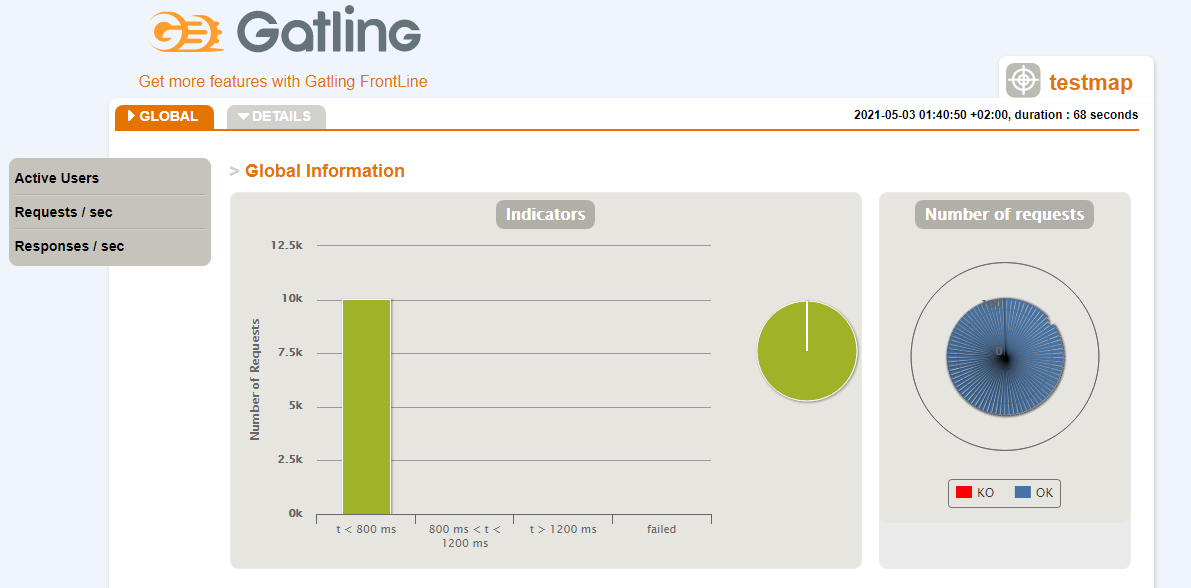 Gatling
Get more features with Gatling FrontLine
testmap
GLOBAL
DETAILS
2021-05-03 01:40:50 +02:00, duration : 68 seconds
Active Users
Requests / sec
Responses / sec
> Global Information
Indicators
12.5k
10k
7.5k
5k
2.5k
0k
Number of Requests
t < 800 ms
800 ms < t <
1200 ms
t > 1200 ms
failed
Number of requests
0
KO
OK